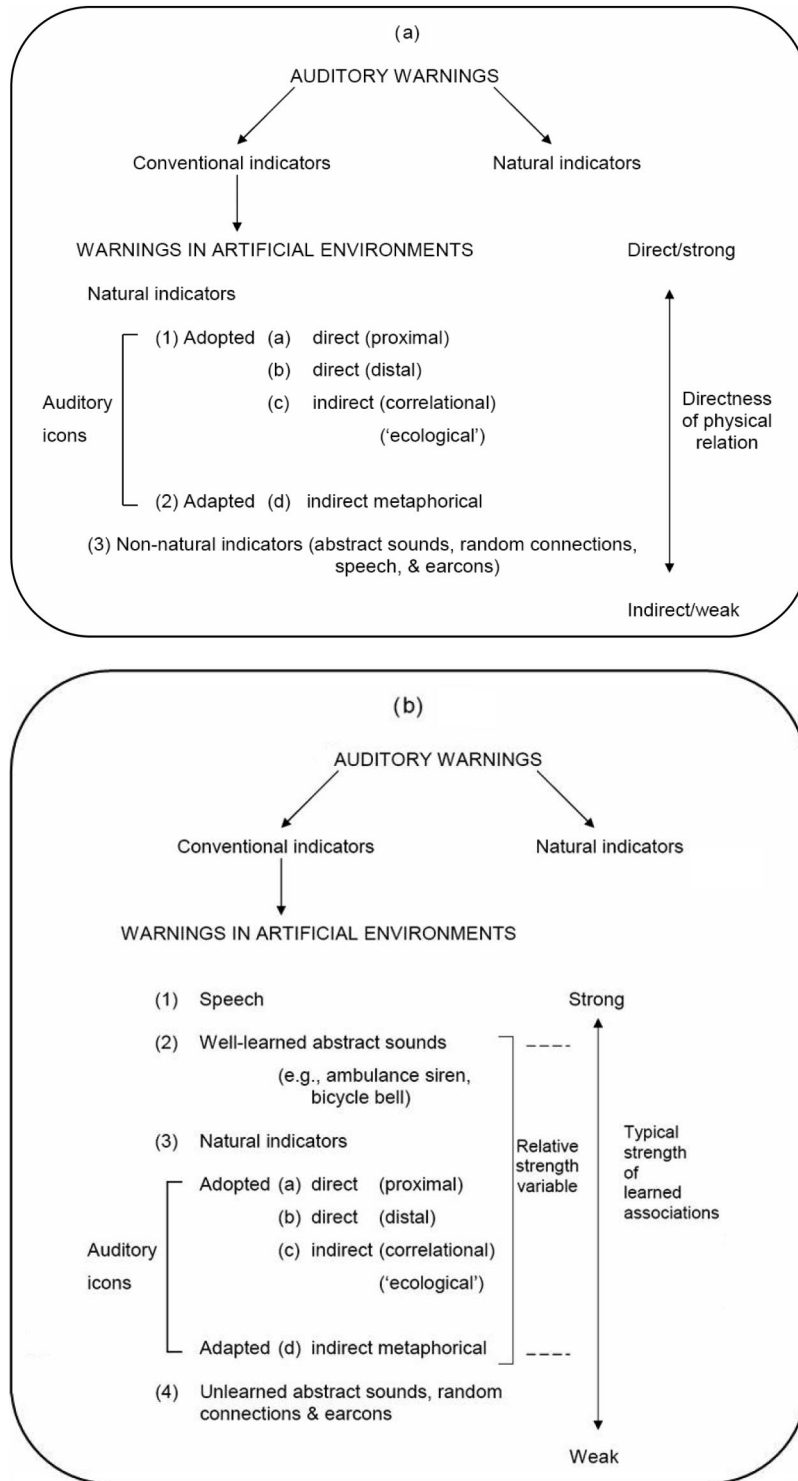 (a)
AUDITORY WARNINGS
Conventional indicators Natural indicators
WARNINGS IN ARTIFICIAL ENVIRONMENTS Direct/strong
Natural indicators
(1) Adopted (a) direct (proximal)
(b) direct (distal)
Auditory
icons
(c) indirect (correlational)
(‘ecological’)
Directness
of physical
relation
(2) Adapted (d) indirect metaphorical
(3) Non-natural indicators (abstract sounds, random connections,
speech, & earcons)
Indirect/weak
(b)
AUDITORY WARNINGS
Conventional indicators Natural indicators
WARNINGS IN ARTIFICIAL ENVIRONMENTS
(1) Speech Strong
(2) Well-learned abstract sounds
(e.g., ambulance siren,
bicycle bell)
(3) Natural indicators
Relative
strength
variable
Typical
strength
of
learned
associations
Adopted (a) direct (proximal)
(b) direct (distal)
Auditory
icons
(c) indirect (correlational)
(‘ecological’)
Adapted (d) indirect metaphorical
(4) Unlearned abstract sounds, random
connections & earcons
Weak